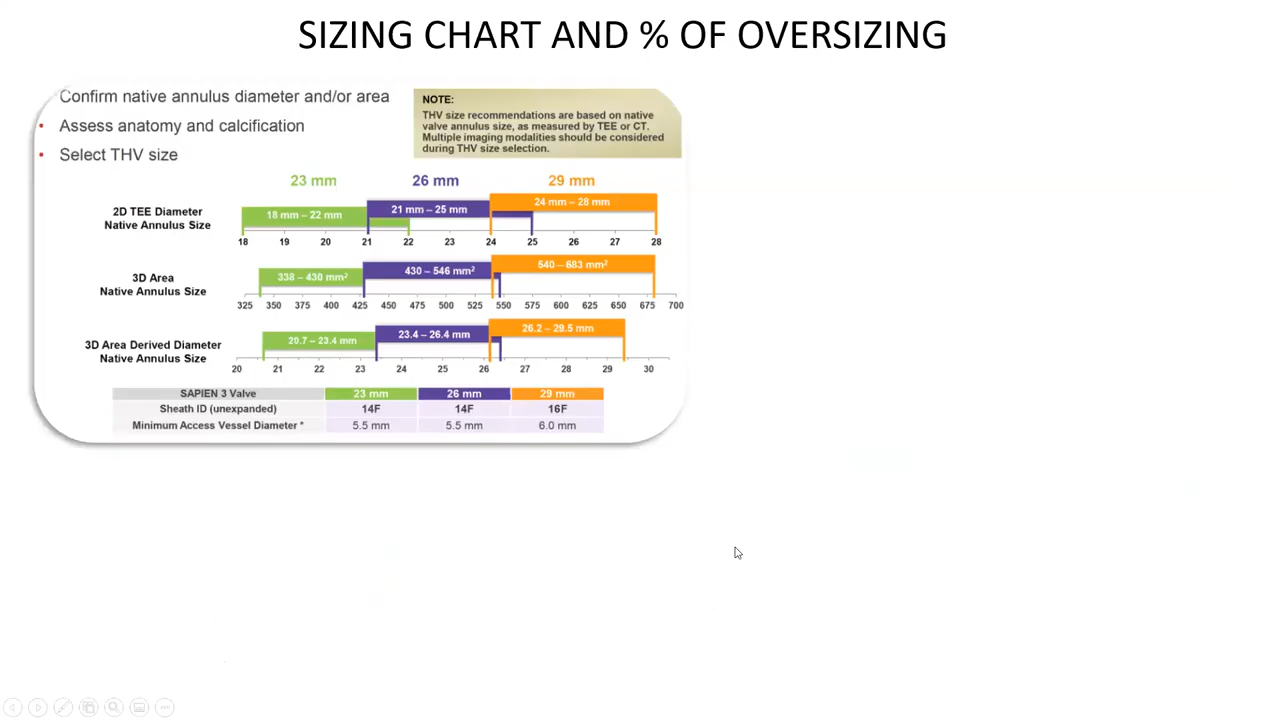 SIZING CHART AND % OF OVERSIZING
Confirm native annulus diameter and/or area
• Assess anatomy and calcification
• Select THV size
NOTE:
THV size recommendations are based on native
valve annulus size, as measured by TEE or CT.
Multiple imaging modalities should be considered
during THV size selection.
23 mm 26 mm 29 mm
2D TEE Diameter
Native Annulus Size
18 mm – 22 mm 21 mm – 25 mm 24 mm – 28 mm
18 19 20 21 22 23 24 25 26 27 28
3D Area
Native Annulus Size
338 – 430 mm² 430 – 546 mm² 540 – 683 mm²
325 350 375 400 425 450 475 500 525 550 575 600 625 650 675 700
3D Area Derived Diameter
Native Annulus Size
20.7 – 23.4 mm 23.4 – 26.4 mm 26.2 – 29.5 mm
20 21 22 23 24 25 26 27 28 29 30
SAPIEN 3 Valve 23 mm 26 mm 29 mm
Sheath ID (unexpanded) 14F 14F 16F
Minimum Access Vessel Diameter * 5.5 mm 5.5 mm 6.0 mm